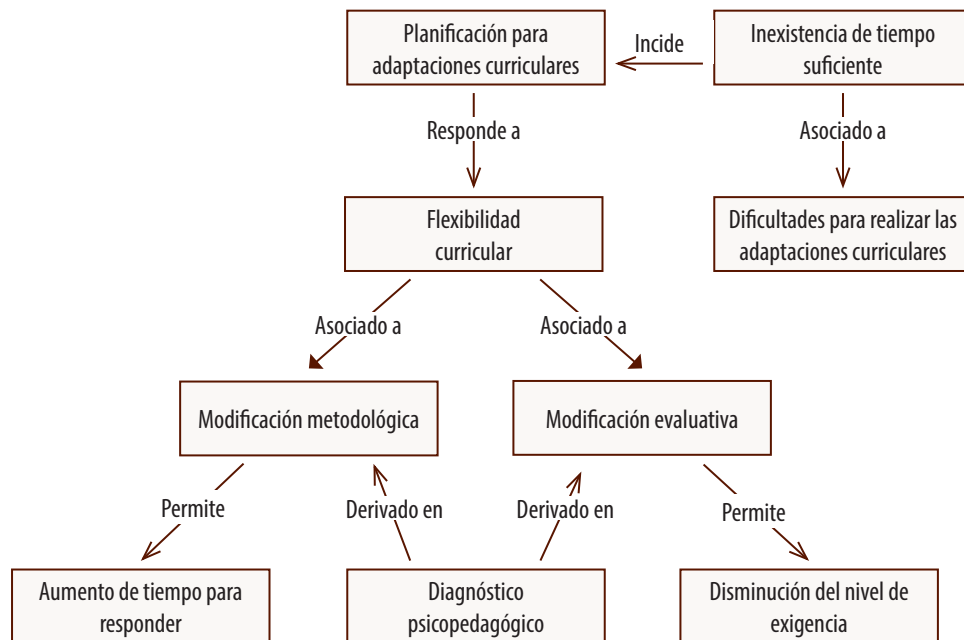 Planificación para
adaptaciones curriculares
Incide
Inexistencia de tiempo
suficiente
Responde a
Asociado a
Flexibilidad
curricular
Dificultades para realizar las
adaptaciones curriculares
Asociado a
Asociado a
Modificación metodológica
Modificación evaluativa
Permite
Derivado en
Derivado en
Permite
Aumento de tiempo para
responder
Diagnóstico
psicopedagógico
Disminución del nivel de
exigencia